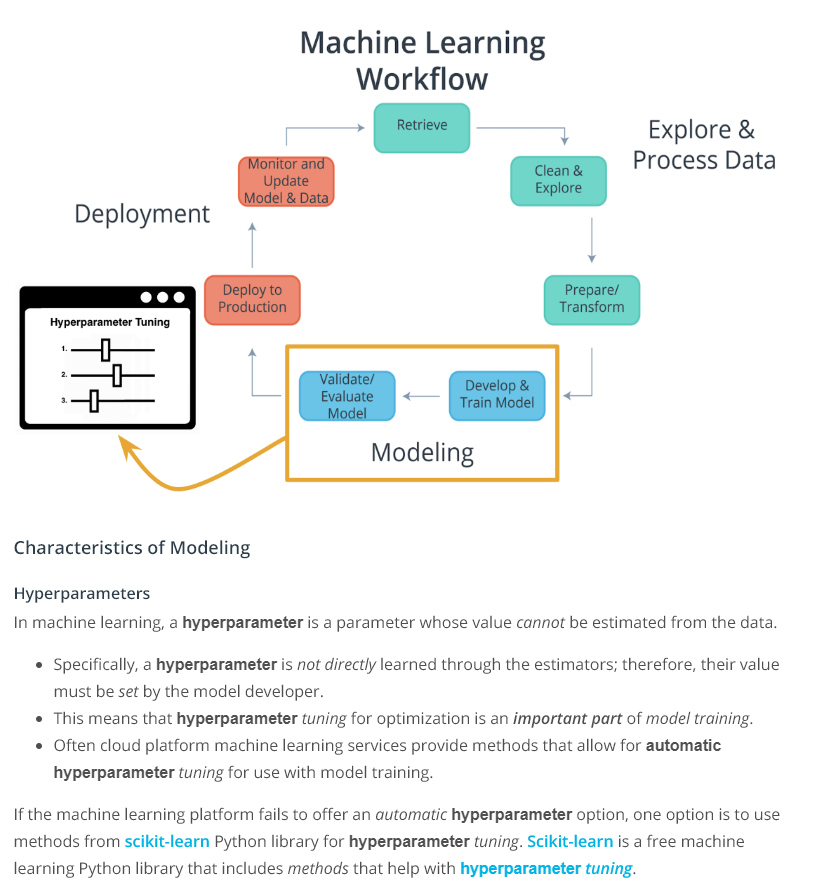 Machine Learning
Workflow
Retrieve
Explore &
Process Data
Clean &
Explore
Prepare/
Transform
Develop &
Train Model
Validate/
Evaluate
Model
Modeling
Deploy to
Production
Monitor and
Update
Model & Data
Deployment
Hyperparameter Tuning
1.
2.
3.
Characteristics of Modeling
Hyperparameters
In machine learning, a hyperparameter is a parameter whose value cannot be estimated from the data.
• Specifically, a hyperparameter is not directly learned through the estimators; therefore, their value
must be set by the model developer.
• This means that hyperparameter tuning for optimization is an important part of model training.
• Often cloud platform machine learning services provide methods that allow for automatic
hyperparameter tuning for use with model training.
If the machine learning platform fails to offer an automatic hyperparameter option, one option is to use
methods from scikit-learn Python library for hyperparameter tuning. Scikit-learn is a free machine
learning Python library that includes methods that help with hyperparameter tuning.